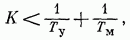 K < 1/Tу + 1/Tм,